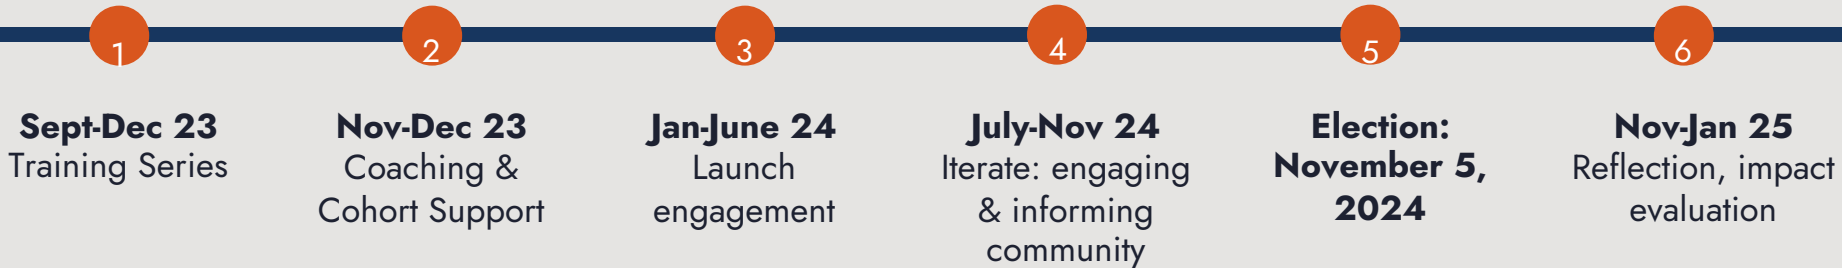 1
Sept-Dec 23
Training Series
2
Nov-Dec 23
Coaching &
Cohort Support
3
Jan-June 24
Launch
engagement
4
July-Nov 24
Iterate: engaging
& informing
community
5
Election:
November 5,
2024
6
Nov-Jan 25
Reflection, impact
evaluation